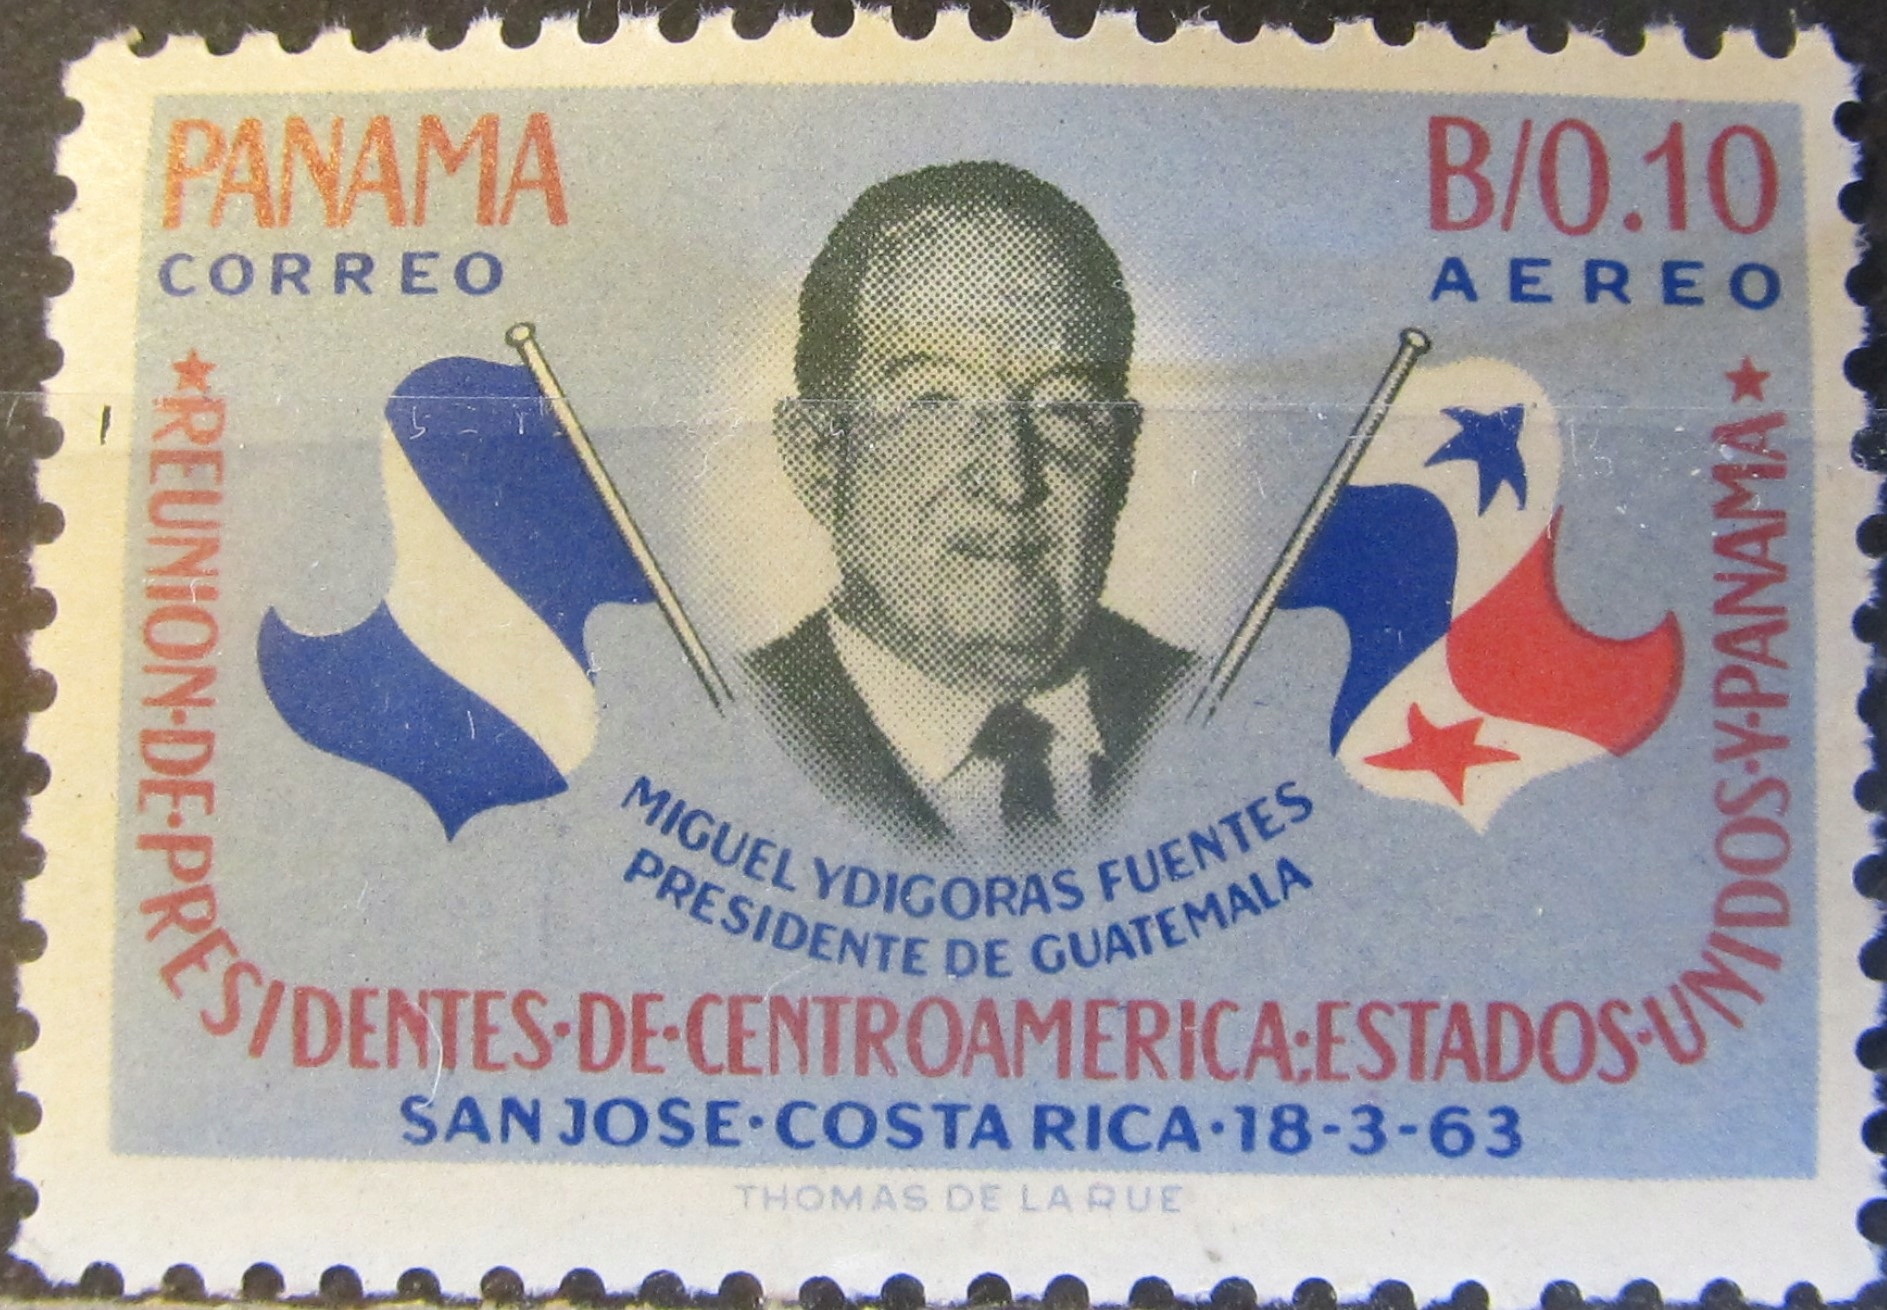 PANAMA
B/0.10
CORREO
AEREO
MIGUEL YDIGORAS FUENTES
PRESIDENTE DE GUATEMALA
★REUNION·DE·PRESIDENTES·DE·CENTROAMERICA:ESTADOS·UNIDOS·Y·PANAMA★
SAN JOSE·COSTA RICA·18-3-63
THOMAS DE LA RUE